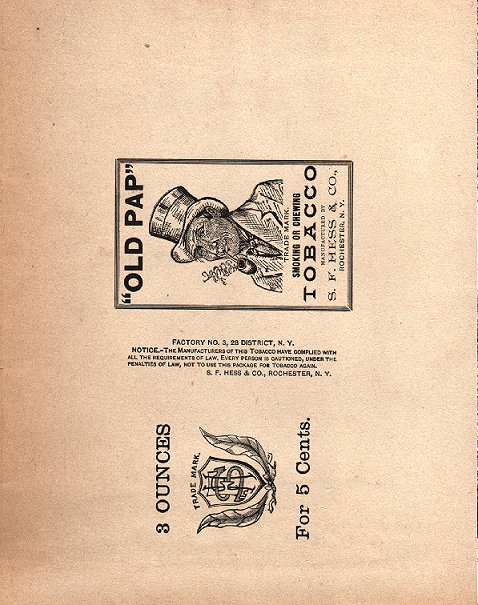 "OLD PAP"
TRADE MARK.
SMOKING OR CHEWING
TOBACCO
MANUFACTURED BY
S. F. HESS & CO.,
ROCHESTER, N. Y.
FACTORY NO. 3, 28 DISTRICT, N. Y.
NOTICE.–THE MANUFACTURERS OF THIS TOBACCO HAVE COMPLIED WITH
ALL THE REQUIREMENTS OF LAW. EVERY PERSON IS CAUTIONED, UNDER THE
PENALTIES OF LAW, NOT TO USE THIS PACKAGE FOR TOBACCO AGAIN.
S. F. HESS & CO., ROCHESTER, N. Y.
3 OUNCES
TRADE MARK.
For 5 Cents.